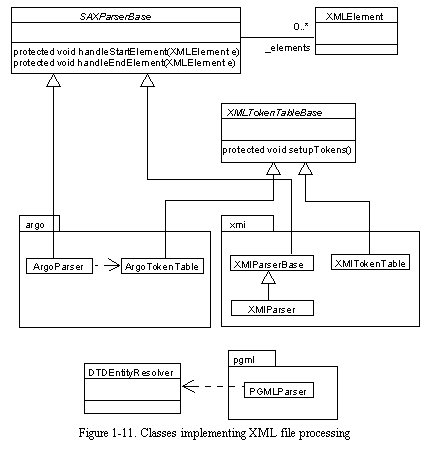 SAXParserBase
protected void handleStartElement(XMLElement e)
protected void handleEndElement(XMLElement e)
0..*
_elements
XMLElement
XMLTokenTableBase
protected void setupTokens()
argo
ArgoParser
ArgoTokenTable
xmi
XMIParserBase
XMITokenTable
XMIParser
DTDEntityResolver
pgml
PGMLParser
Figure 1-11. Classes implementing XML file processing